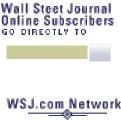 Wall Steet Journal
Online Subscribers
GO DIRECTLY TO
WSJ.com Network